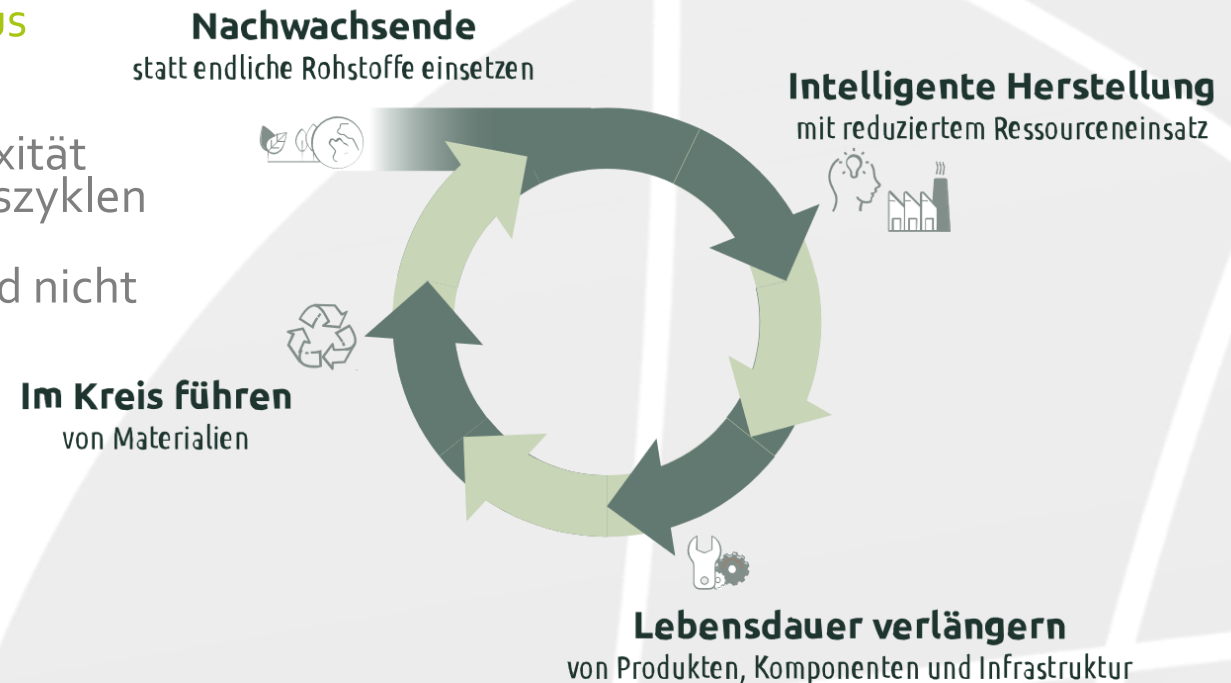 us
xität
szyklen
d nicht
Nachwachsende
statt endliche Rohstoffe einsetzen
Intelligente Herstellung
mit reduziertem Ressourceneinsatz
Im Kreis führen
von Materialien
Lebensdauer verlängern
von Produkten, Komponenten und Infrastruktur